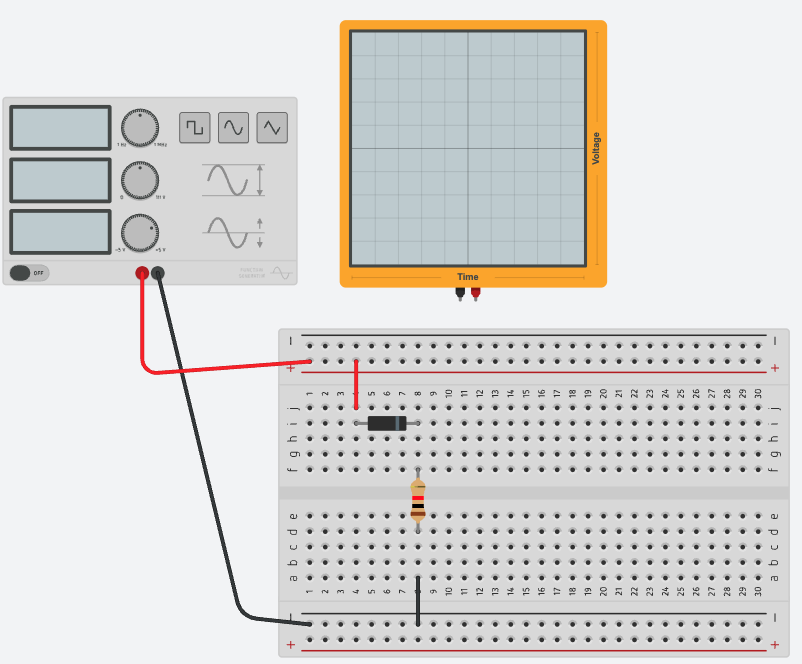 Voltage
Time
1 Hz
1 MHz
0
10 V
-5 V
+5 V
OFF
FUNCTION
GENERATOR
− −
+ +
1 2 3 4 5 6 7 8 9 10 11 12 13 14 15 16 17 18 19 20 21 22 23 24 25 26 27 28 29 30
j j
i i
h h
g g
f f
e e
d d
c c
b b
a a
1 2 3 4 5 6 7 8 9 10 11 12 13 14 15 16 17 18 19 20 21 22 23 24 25 26 27 28 29 30
− −
+ +